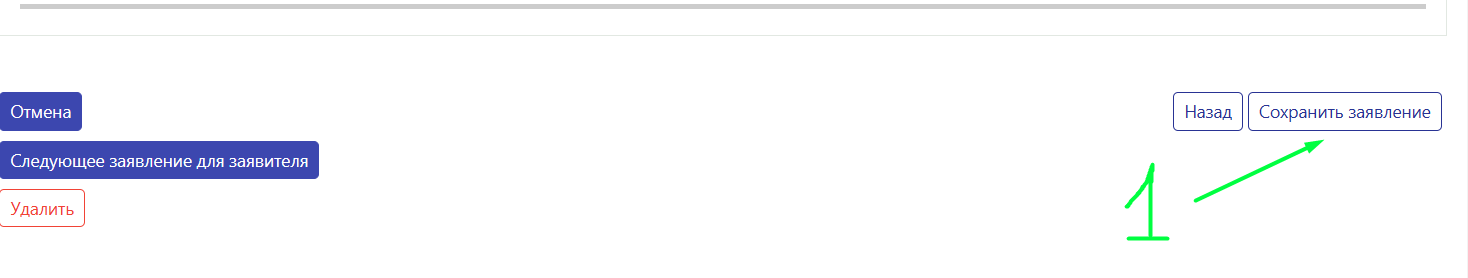 Отмена
Назад
Сохранить заявление
Следующее заявление для заявителя
1
Удалить